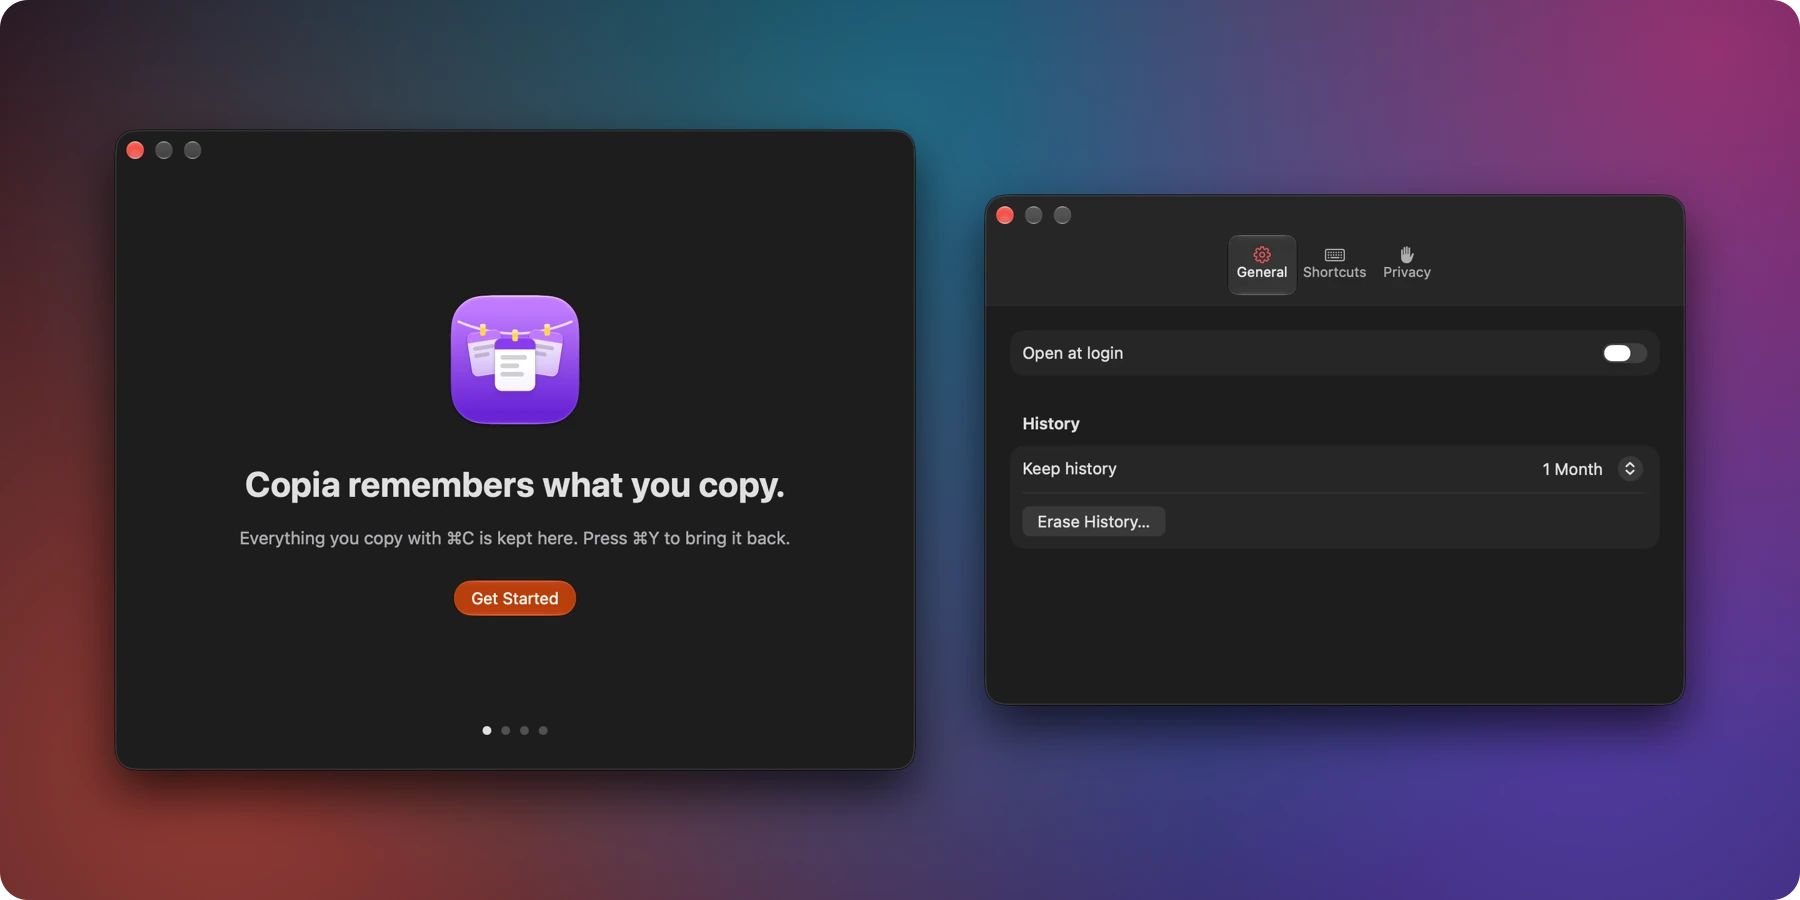 Copia remembers what you copy.
Everything you copy with ⌘C is kept here. Press ⌘Y to bring it back.
Get Started
General
Shortcuts
Privacy
Open at login
History
Keep history
1 Month
Erase History...